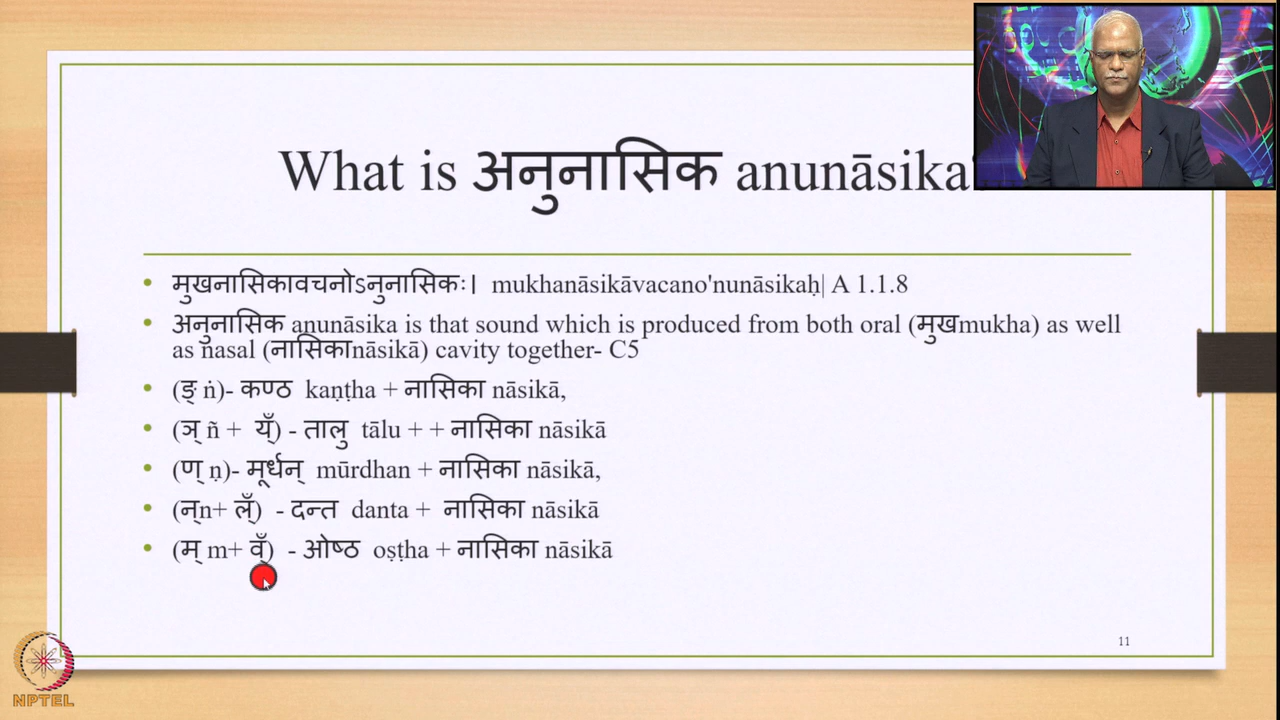 What is अनुनासिक anunāsika?
• मुखनासिकावचनोऽनुनासिकः। mukhanāsikāvacano'nunāsikaḥ| A 1.1.8
• अनुनासिक anunāsika is that sound which is produced from both oral (मुखmukha) as well
as nasal (नासिकाnāsikā) cavity together- C5
• (ङ् ṅ)- कण्ठ kaṇṭha + नासिका nāsikā,
• (ञ् ñ + यँ्) - तालु tālu + + नासिका nāsikā
• (ण् ṇ)- मूर्धन् mūrdhan + नासिका nāsikā,
• (न्n+ लँ्) - दन्त danta + नासिका nāsikā
• (म् m+ वँ्) - ओष्ठ oṣṭha + नासिका nāsikā
11
NPTEL